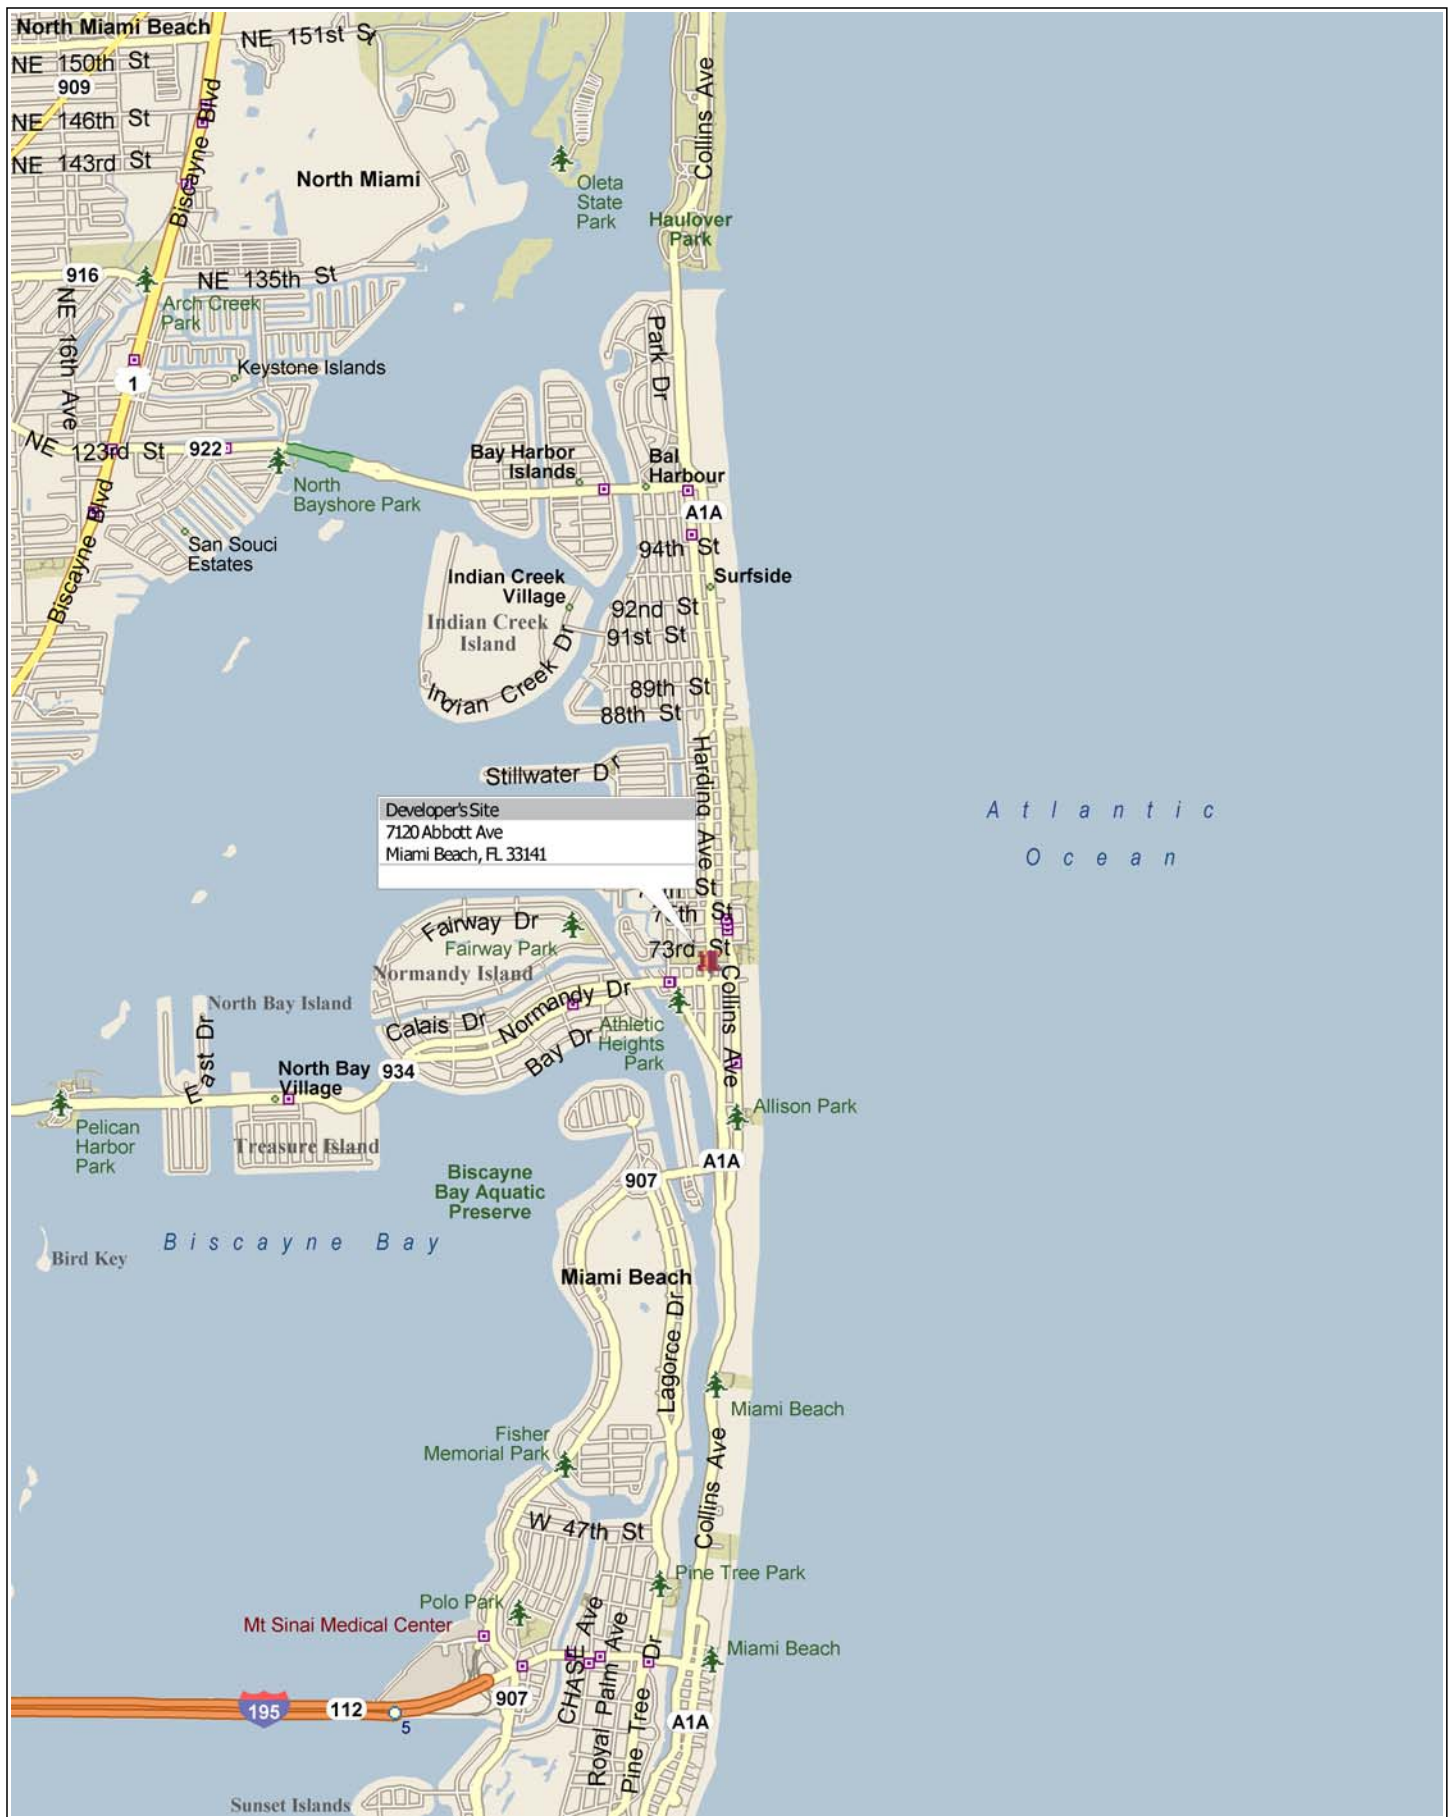 North Miami Beach
NE 151st St
NE 150th St
909
Collins Ave
Biscayne Blvd
NE 146th St
NE 143rd St
North Miami
Oleta
State
Park
Haulover
Park
916
NE 135th St
Arch Creek
Park
NE 16th Ave
Park Dr
Keystone Islands
1
NE 123rd St
922
Bay Harbor
Islands
Bal
Harbour
North
Bayshore Park
A1A
Biscayne Blvd
San Souci
Estates
94th St
Indian Creek
Village
Surfside
92nd St
Indian Creek
Island
91st St
Indian Creek Dr
89th St
88th St
Harding Ave
Stillwater Dr
Developer's Site
7120 Abbott Ave
Miami Beach, FL 33141
Atlantic
Ocean
St
th St
Fairway Dr
Fairway Park
73rd St
Normandy Island
Collins Ave
North Bay Island
Normandy Dr
Calais Dr
Athletic
Heights
Park
East Dr
Bay Dr
North Bay
Village
934
Allison Park
Pelican
Harbor
Park
Treasure Island
A1A
Biscayne
Bay Aquatic
Preserve
907
Biscayne Bay
Bird Key
Miami Beach
Lagorce Dr
Miami Beach
Fisher
Memorial Park
Collins Ave
W 47th St
Pine Tree Park
Polo Park
Mt Sinai Medical Center
Miami Beach
CHASE Ave
Royal Palm Ave
Pine Tree Dr
907
195
112
5
A1A
Sunset Islands